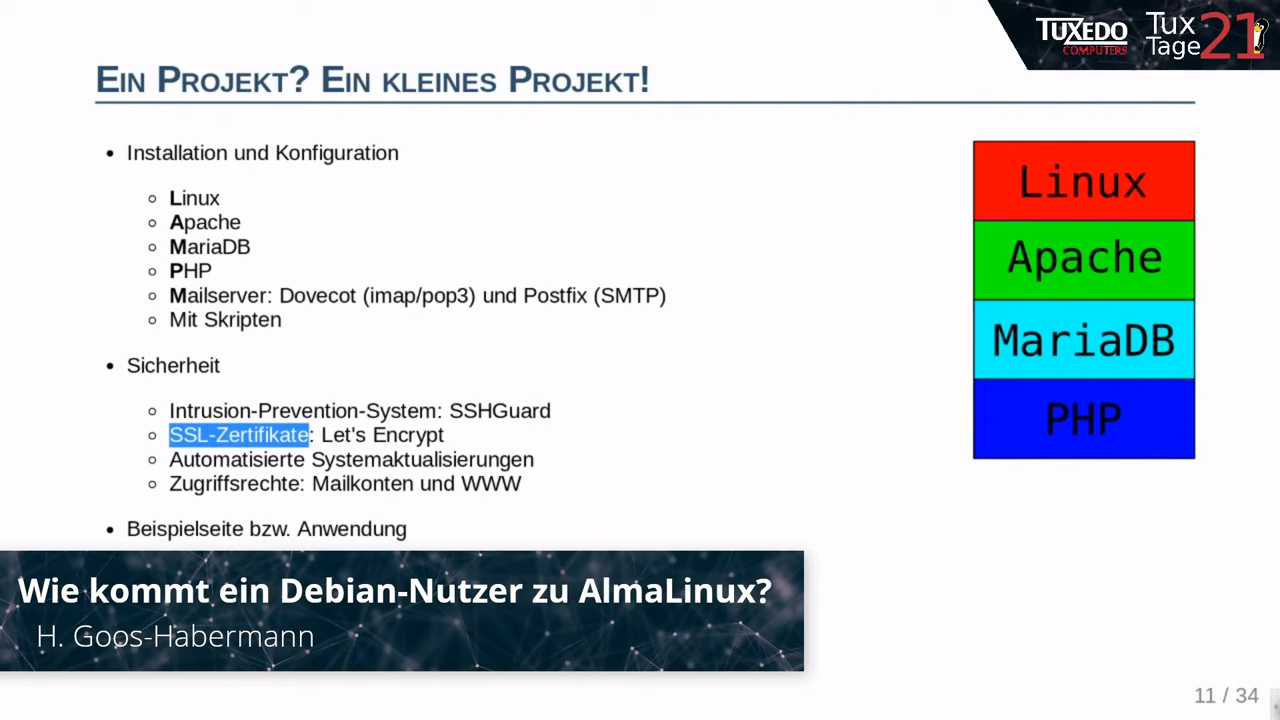 TUXEDO
COMPUTERS
Tux
Tage
21
Ein Projekt? Ein kleines Projekt!
• Installation und Konfiguration
◦ Linux
◦ Apache
◦ MariaDB
◦ PHP
◦ Mailserver: Dovecot (imap/pop3) und Postfix (SMTP)
◦ Mit Skripten
• Sicherheit
◦ Intrusion-Prevention-System: SSHGuard
◦ SSL-Zertifikate: Let's Encrypt
◦ Automatisierte Systemaktualisierungen
◦ Zugriffsrechte: Mailkonten und WWW
• Beispielseite bzw. Anwendung
Linux
Apache
MariaDB
PHP
Wie kommt ein Debian-Nutzer zu AlmaLinux?
H. Goos-Habermann
11 / 34